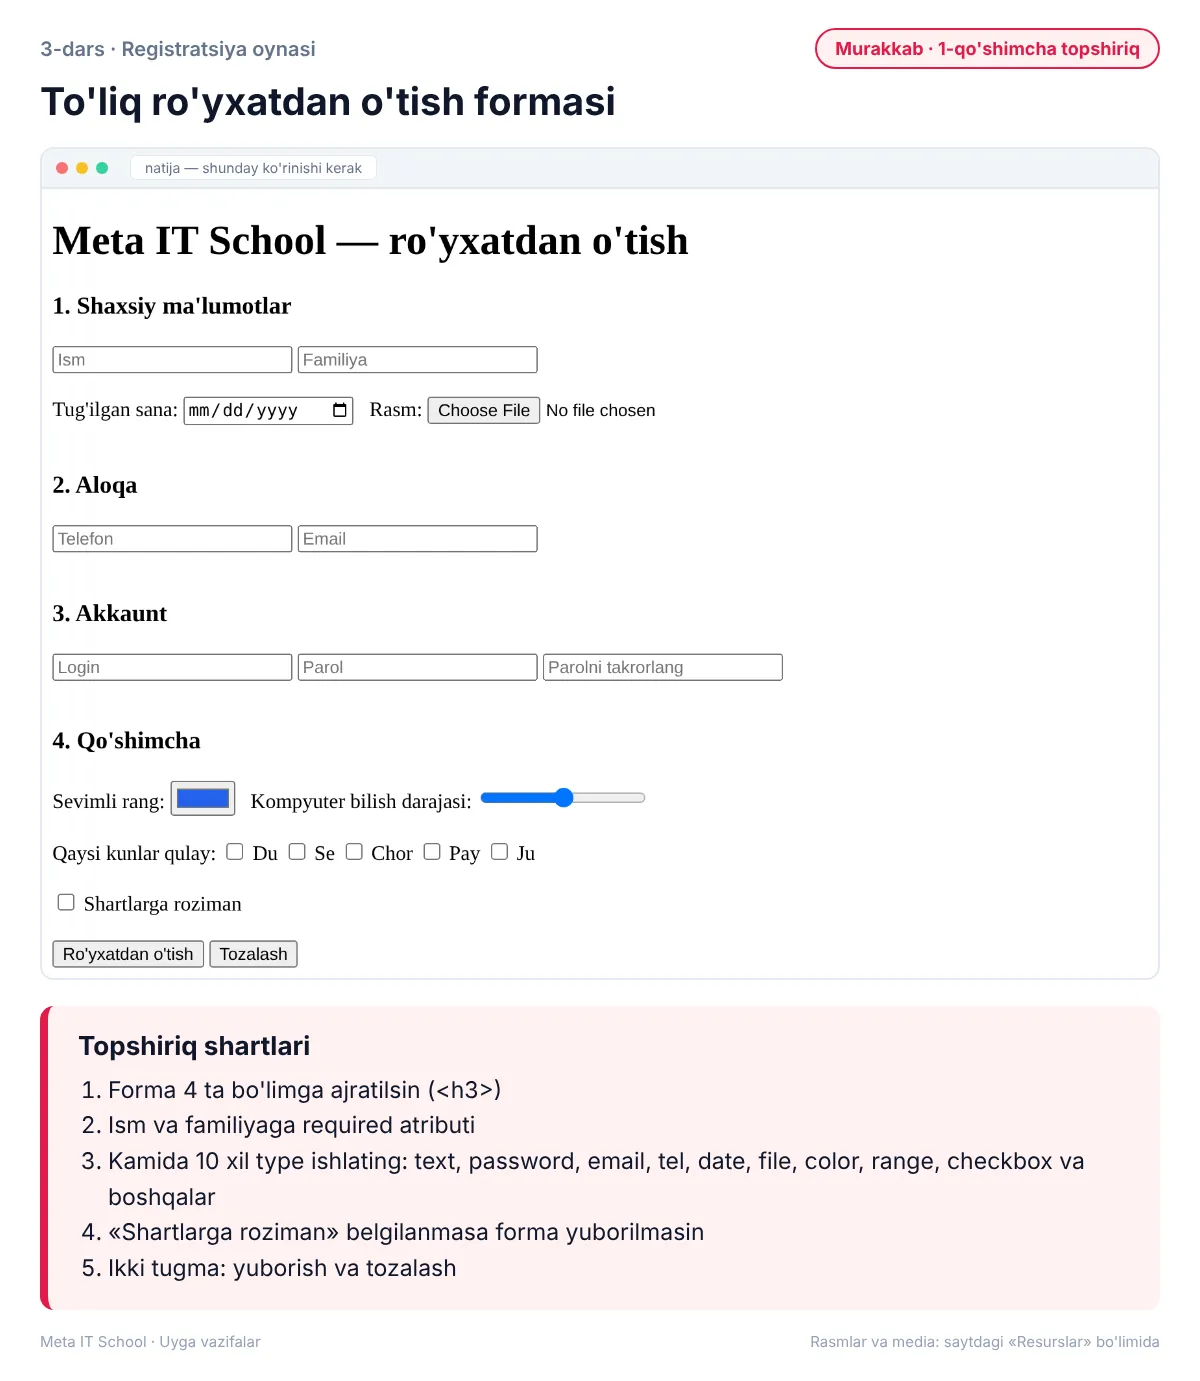 3-dars · Registratsiya oynasi
Murakkab · 1-qo'shimcha topshiriq
To'liq ro'yxatdan o'tish formasi
natija — shunday ko'rinishi kerak
Meta IT School — ro'yxatdan o'tish
1. Shaxsiy ma'lumotlar
Ism Familiya
Tug'ilgan sana: mm/dd/yyyy Rasm: Choose File No file chosen
2. Aloqa
Telefon Email
3. Akkaunt
Login Parol Parolni takrorlang
4. Qo'shimcha
Sevimli rang: Kompyuter bilish darajasi:
Qaysi kunlar qulay: Du Se Chor Pay Ju
Shartlarga roziman
Ro'yxatdan o'tish Tozalash
Topshiriq shartlari
1. Forma 4 ta bo'limga ajratilsin (<h3>)
2. Ism va familiyaga required atributi
3. Kamida 10 xil type ishlating: text, password, email, tel, date, file, color, range, checkbox va
boshqalar
4. «Shartlarga roziman» belgilanmasa forma yuborilmasin
5. Ikki tugma: yuborish va tozalash
Meta IT School · Uyga vazifalar
Rasmlar va media: saytdagi «Resurslar» bo'limida